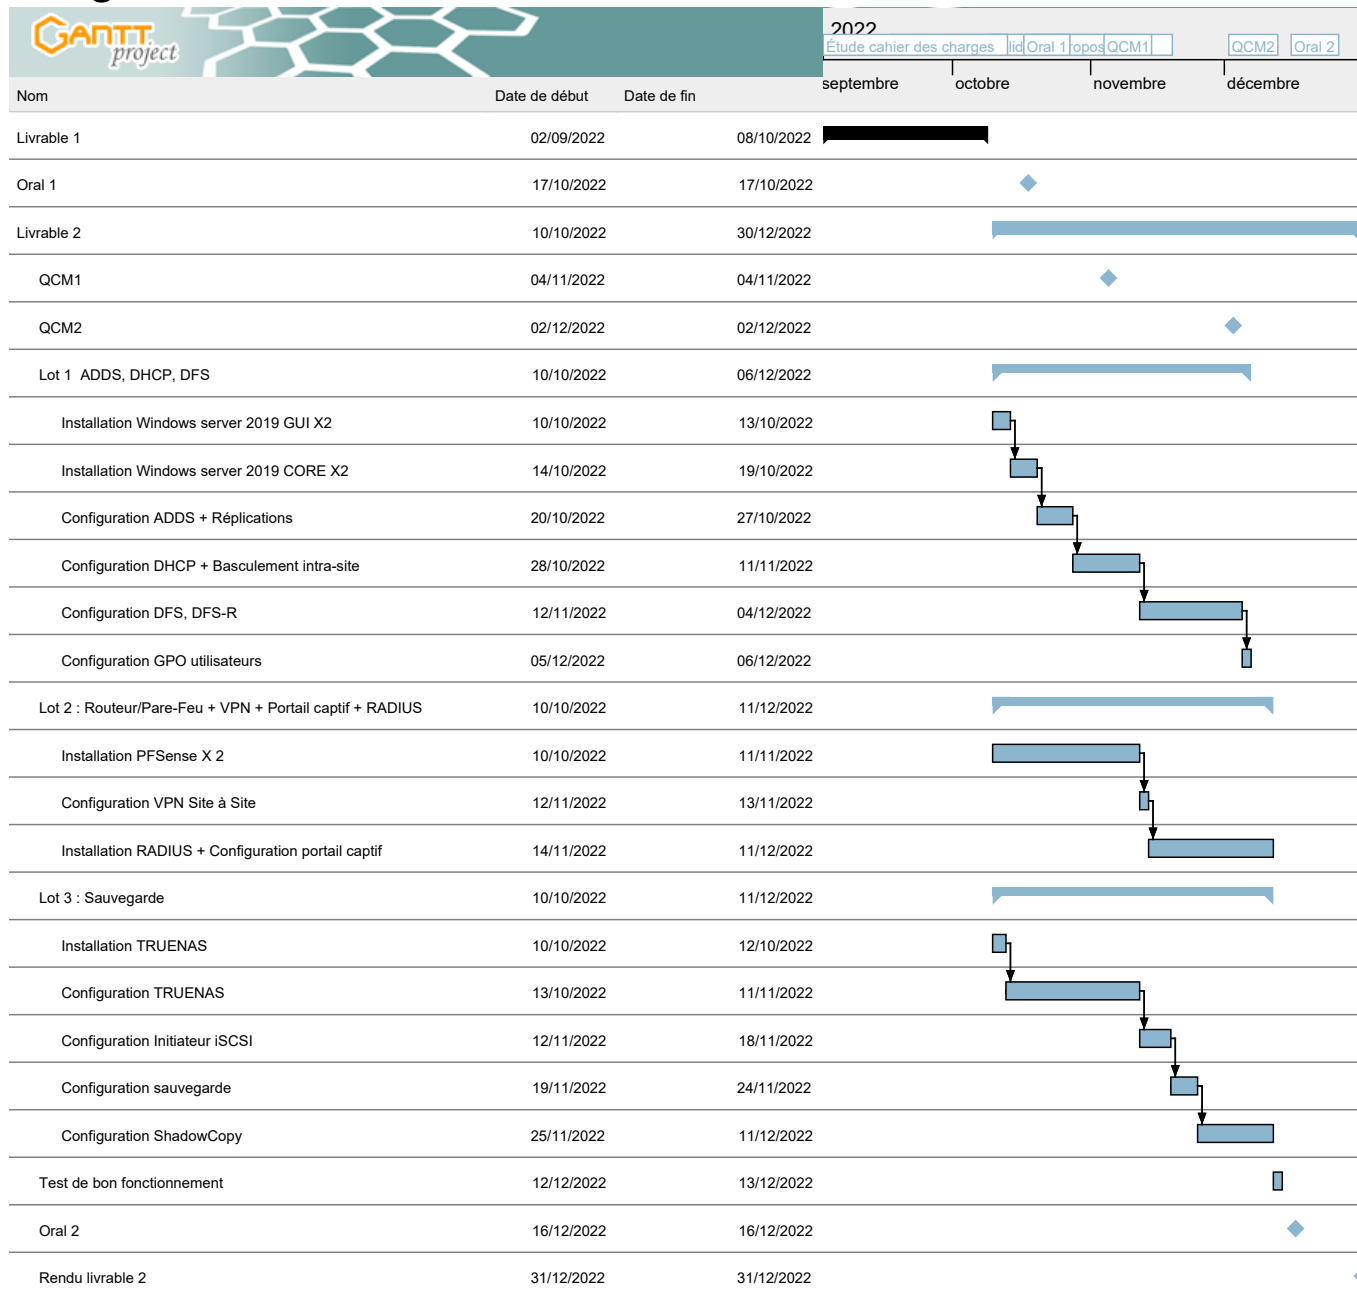 GANTT
project
2022
Étude cahier des charges lid Oral 1 ropos QCM1 QCM2 Oral 2
septembre octobre novembre décembre
Nom Date de début Date de fin
Livrable 1 02/09/2022 08/10/2022
Oral 1 17/10/2022 17/10/2022
Livrable 2 10/10/2022 30/12/2022
QCM1 04/11/2022 04/11/2022
QCM2 02/12/2022 02/12/2022
Lot 1 ADDS, DHCP, DFS 10/10/2022 06/12/2022
Installation Windows server 2019 GUI X2 10/10/2022 13/10/2022
Installation Windows server 2019 CORE X2 14/10/2022 19/10/2022
Configuration ADDS + Réplications 20/10/2022 27/10/2022
Configuration DHCP + Basculement intra-site 28/10/2022 11/11/2022
Configuration DFS, DFS-R 12/11/2022 04/12/2022
Configuration GPO utilisateurs 05/12/2022 06/12/2022
Lot 2 : Routeur/Pare-Feu + VPN + Portail captif + RADIUS 10/10/2022 11/12/2022
Installation PFSense X 2 10/10/2022 11/11/2022
Configuration VPN Site à Site 12/11/2022 13/11/2022
Installation RADIUS + Configuration portail captif 14/11/2022 11/12/2022
Lot 3 : Sauvegarde 10/10/2022 11/12/2022
Installation TRUENAS 10/10/2022 12/10/2022
Configuration TRUENAS 13/10/2022 11/11/2022
Configuration Initiateur iSCSI 12/11/2022 18/11/2022
Configuration sauvegarde 19/11/2022 24/11/2022
Configuration ShadowCopy 25/11/2022 11/12/2022
Test de bon fonctionnement 12/12/2022 13/12/2022
Oral 2 16/12/2022 16/12/2022
Rendu livrable 2 31/12/2022 31/12/2022